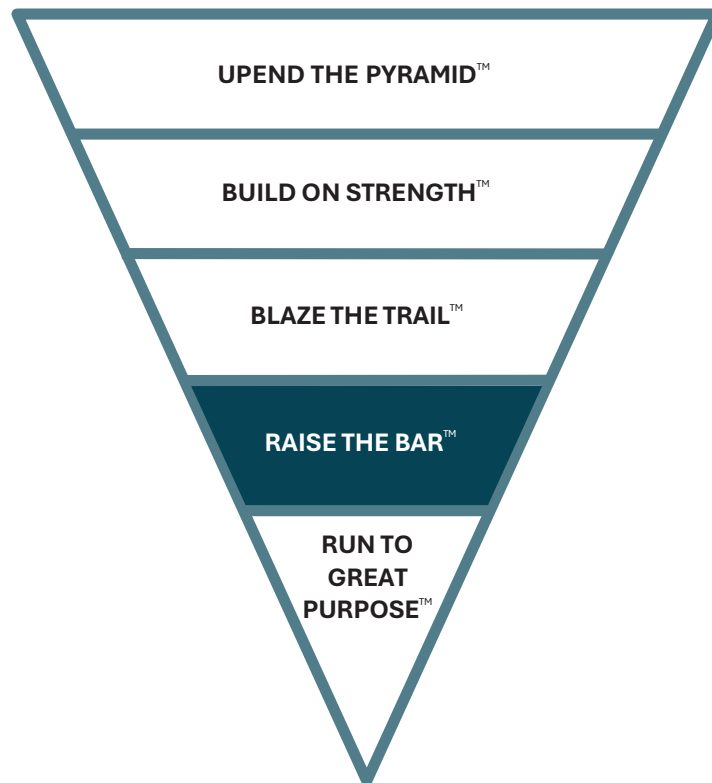 UPEND THE PYRAMID™
BUILD ON STRENGTH™
BLAZE THE TRAIL™
RAISE THE BAR™
RUN TO
GREAT
PURPOSE™